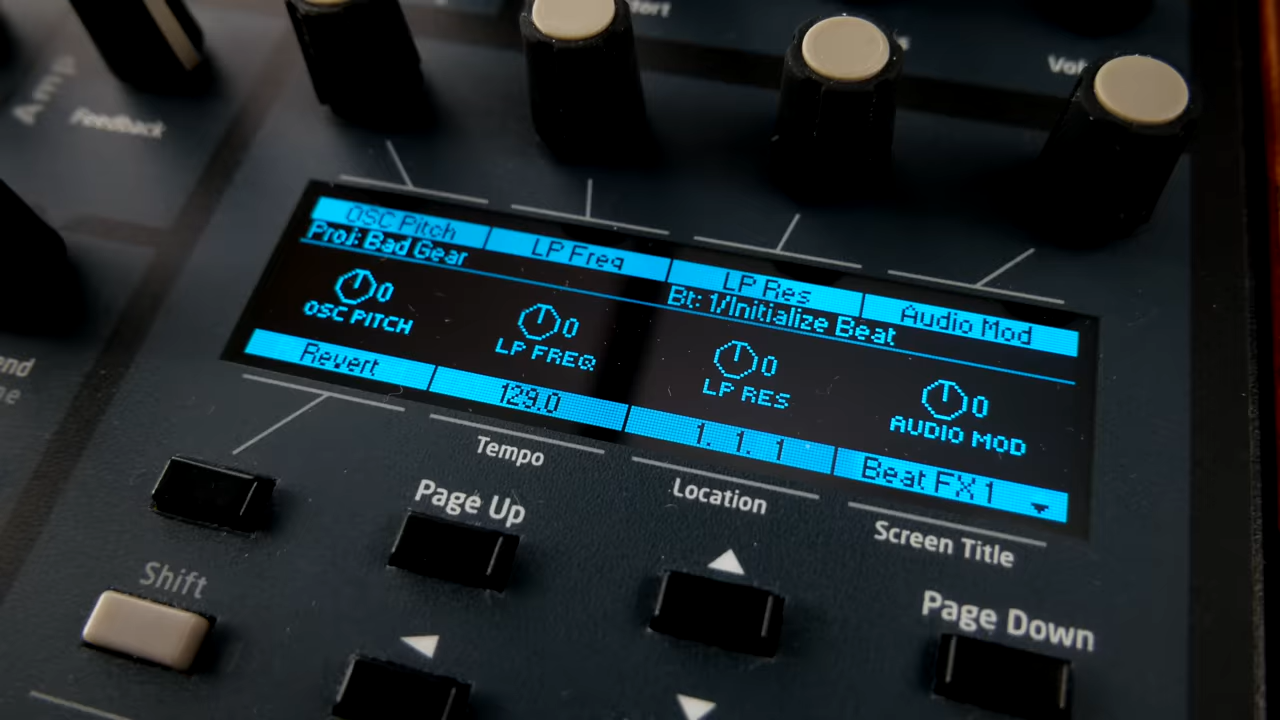 Amp
Feedback
Vol
OSC Pitch LP Freq LP Res Audio Mod
Proj: Bad Gear Bt: 1/Initialize Beat
0 0 0 0
OSC PITCH LP FREQ LP RES AUDIO MOD
Revert 129.0 1. 1. 1 Beat FX 1
Tempo Location Screen Title
Page Up
Shift
Page Down